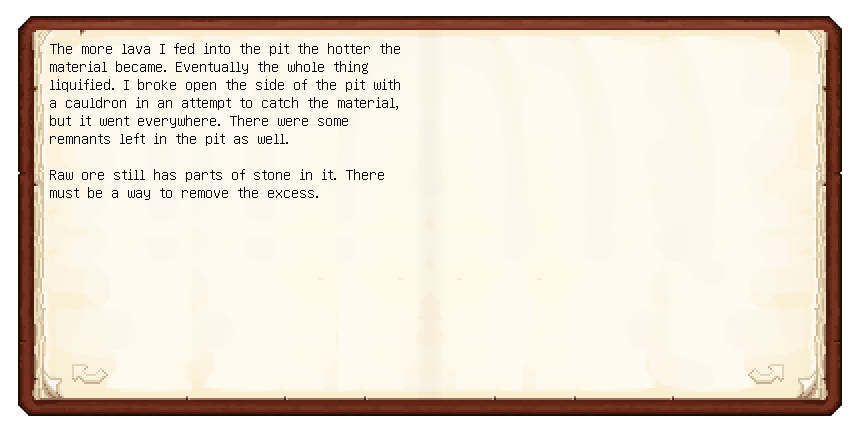 The more lava I fed into the pit the hotter the
material became. Eventually the whole thing
liquified. I broke open the side of the pit with
a cauldron in an attempt to catch the material,
but it went everywhere. There were some
remnants left in the pit as well.
Raw ore still has parts of stone in it. There
must be a way to remove the excess.